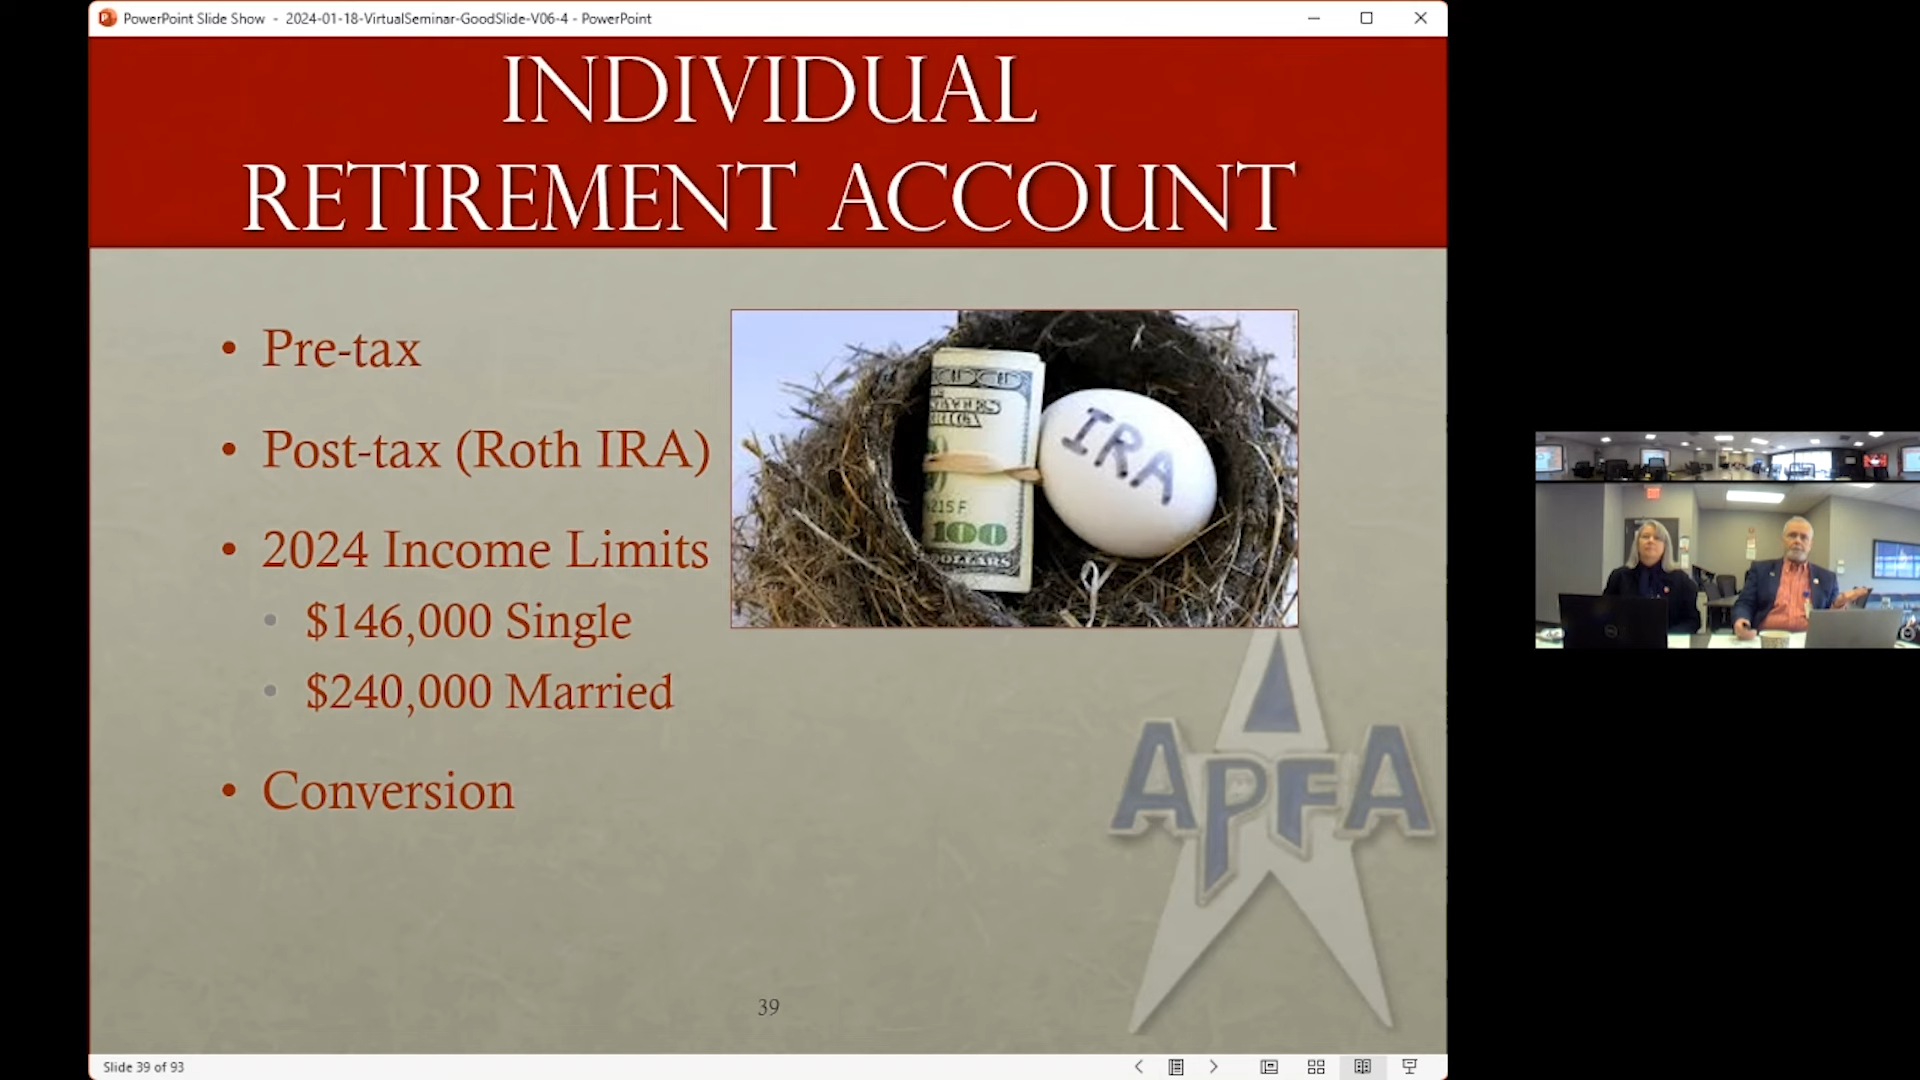 PowerPoint Slide Show - 2024-01-18-VirtualSeminar-GoodSlide-V06-4 - PowerPoint
INDIVIDUAL
RETIREMENT ACCOUNT
• Pre-tax
• Post-tax (Roth IRA)
• 2024 Income Limits
• $146,000 Single
• $240,000 Married
• Conversion
IRA
215 F
100
DOLLARS
APFA
39
Slide 39 of 93